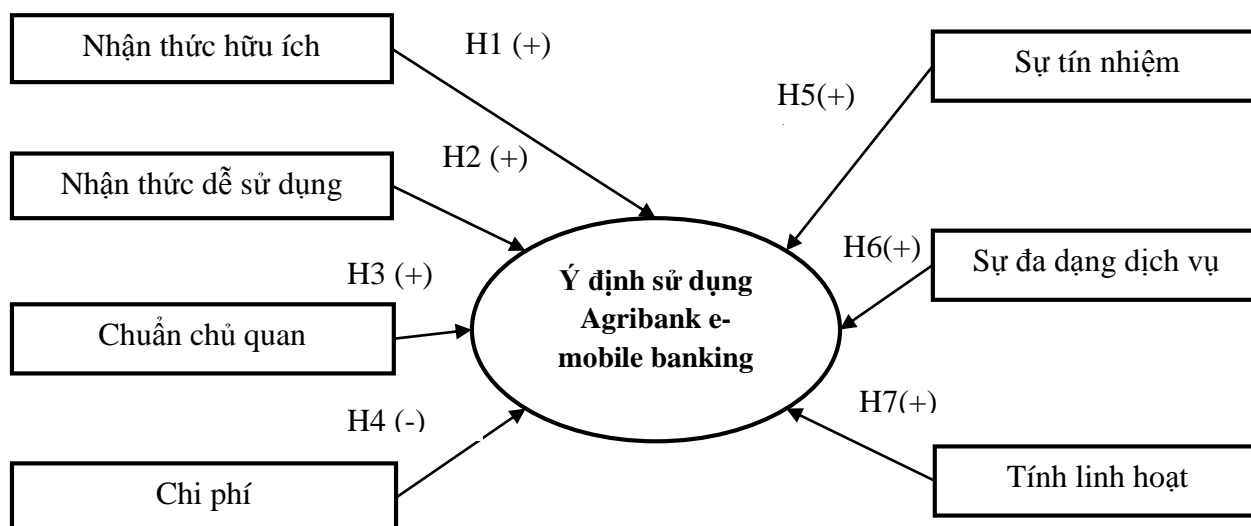 Nhận thức hữu ích
H1 (+)
Sự tín nhiệm
H5(+)
H2 (+)
Nhận thức dễ sử dụng
H3 (+)
H6(+)
Sự đa dạng dịch vụ
Ý định sử dụng
Agribank e-
mobile banking
Chuẩn chủ quan
H4 (-)
H7(+)
Chi phí
Tính linh hoạt